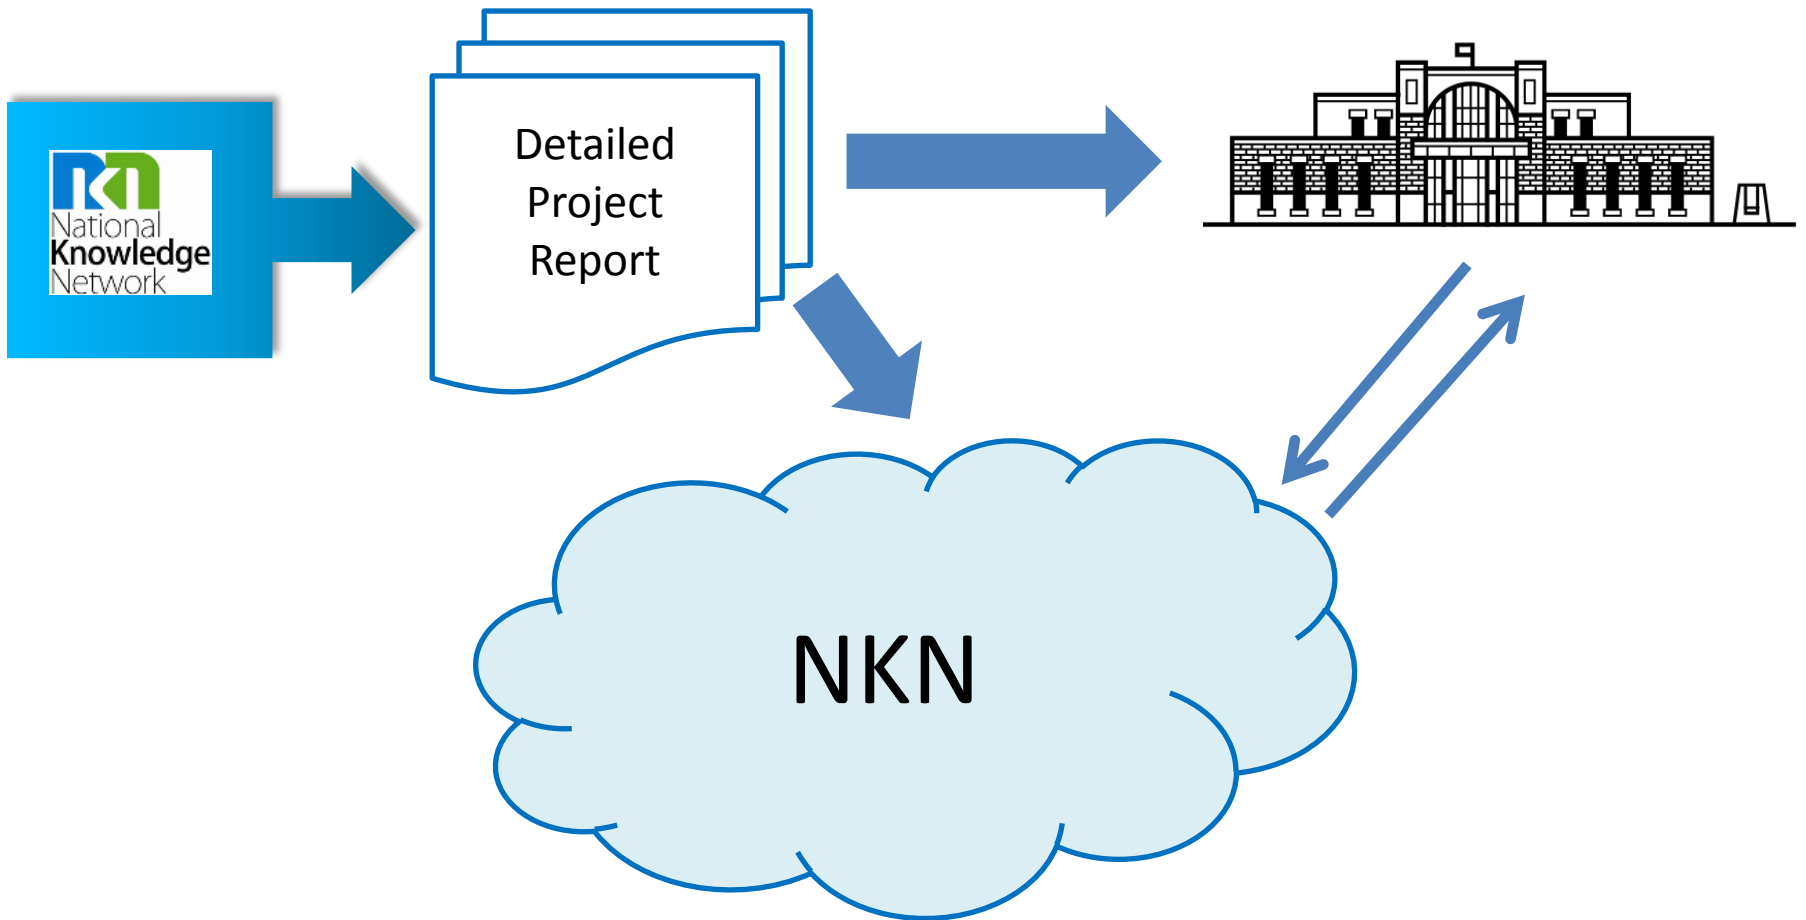 National
Knowledge
Network
Detailed
Project
Report
NKN